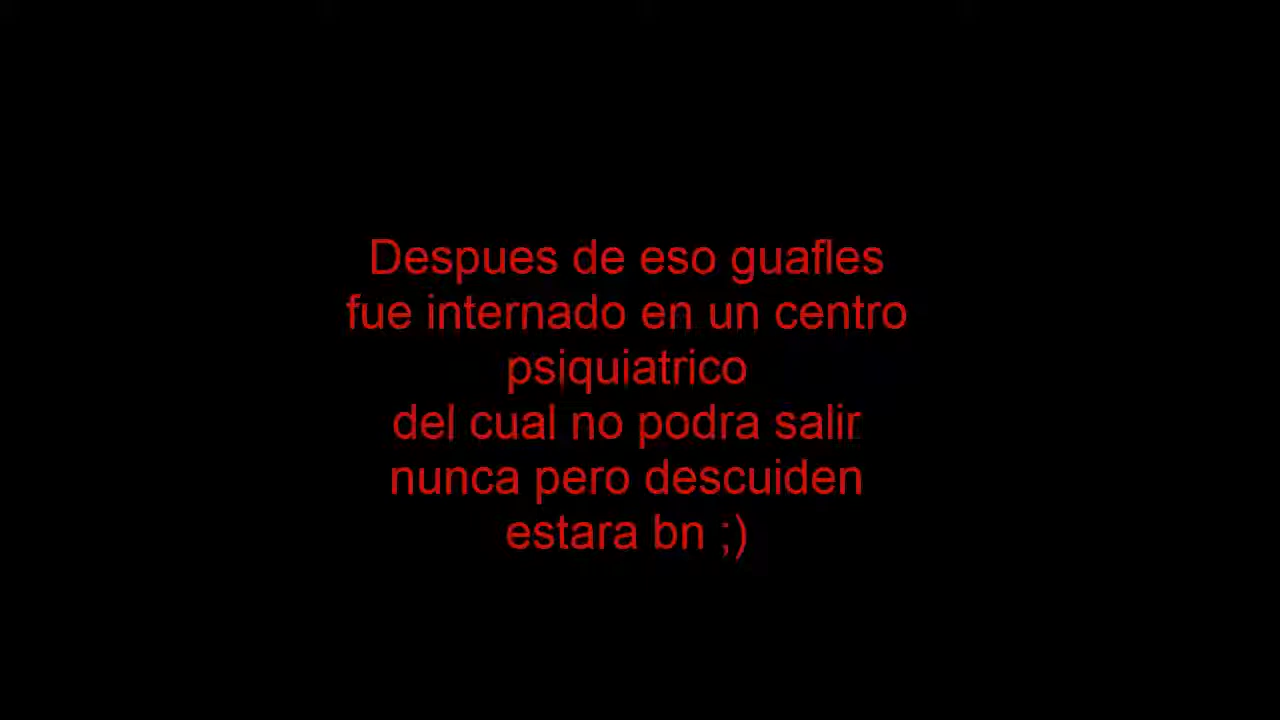 Despues de eso guafles
fue internado en un centro
psiquiatrico
del cual no podra salir
nunca pero descuiden
estara bn ;)